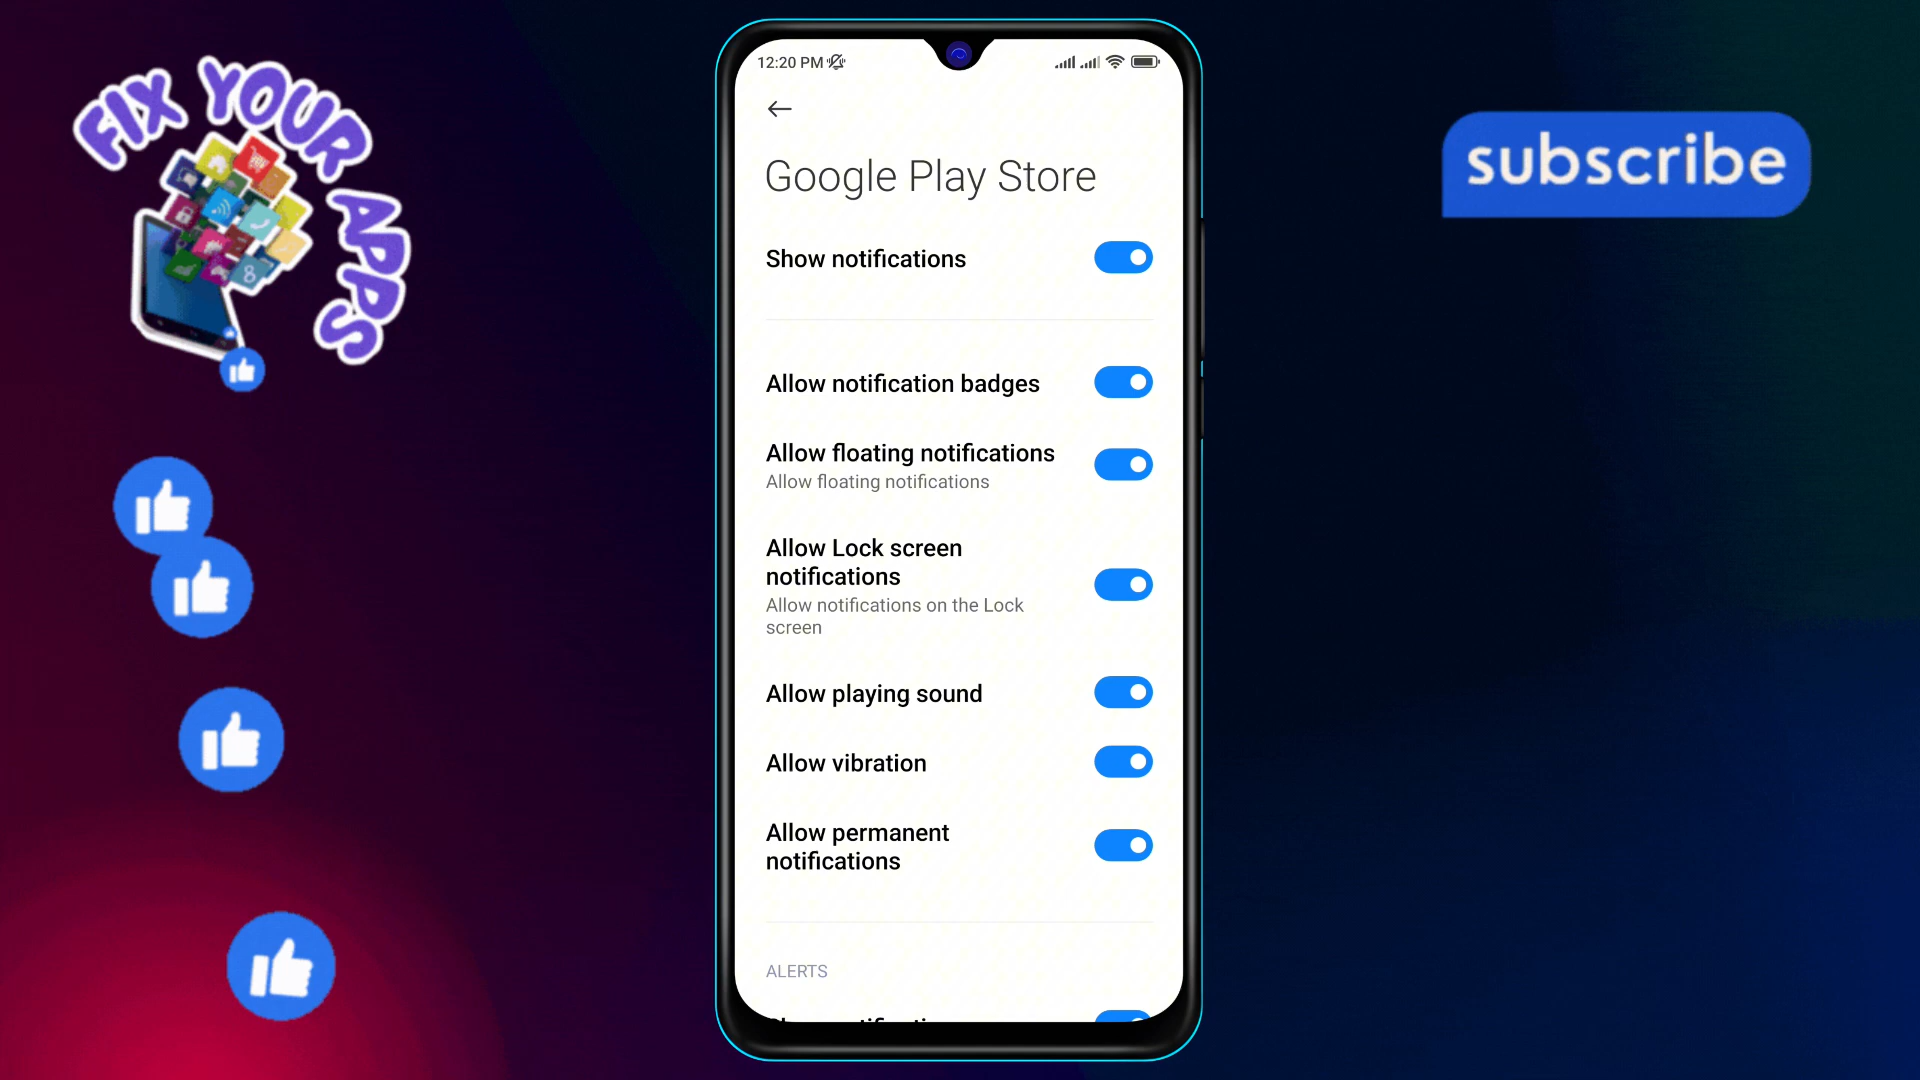 FIX YOUR APPS
8
subscribe
12:20 PM
Google Play Store
Show notifications
Allow notification badges
Allow floating notifications
Allow floating notifications
Allow Lock screen
notifications
Allow notifications on the Lock
screen
Allow playing sound
Allow vibration
Allow permanent
notifications
ALERTS